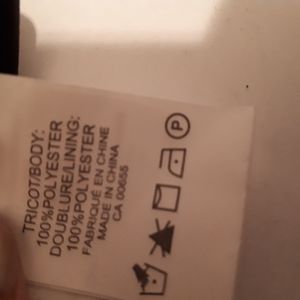 TRICOT/BODY:
100%POLYESTER
DOUBLURE/LINING:
100%POLYESTER
FABRIQUÉ EN CHINE
MADE IN CHINA
CA 00655
P